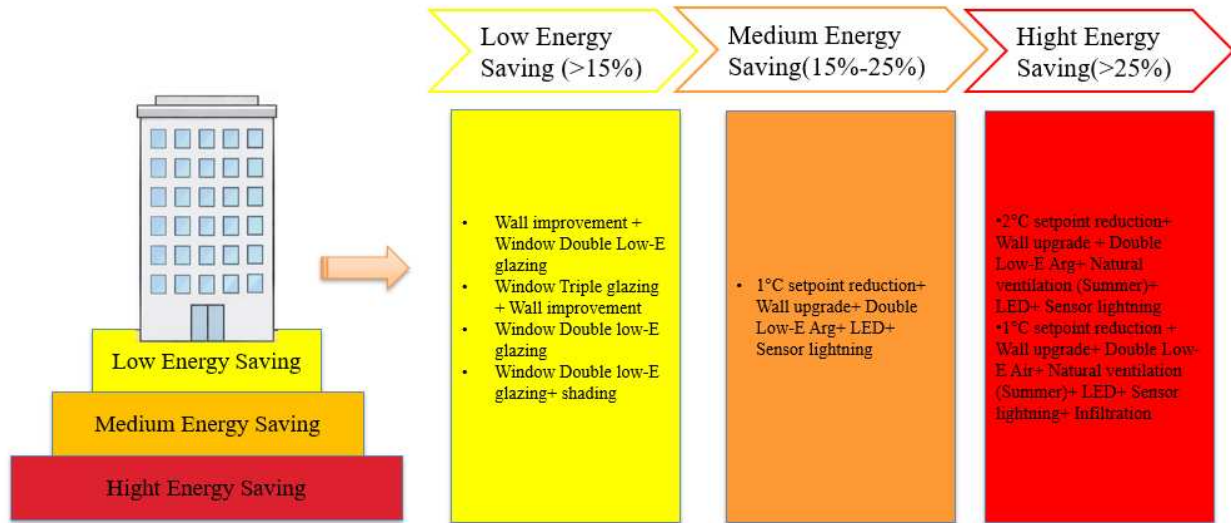 Low Energy
Saving (>15%)
Medium Energy
Saving(15%-25%)
Hight Energy
Saving(>25%)
Low Energy Saving
Medium Energy Saving
Hight Energy Saving
• Wall improvement +
Window Double Low-E
glazing
• Window Triple glazing
+ Wall improvement
• Window Double low-E
glazing
• Window Double low-E
glazing+ shading
• 1°C setpoint reduction+
Wall upgrade+ Double
Low-E Arg+ LED+
Sensor lightning
•2°C setpoint reduction+
Wall upgrade + Double
Low-E Arg+ Natural
ventilation (Summer)+
LED+ Sensor lightning
•1°C setpoint reduction +
Wall upgrade+ Double Low-
E Air+ Natural ventilation
(Summer)+ LED+ Sensor
lightning+ Infiltration